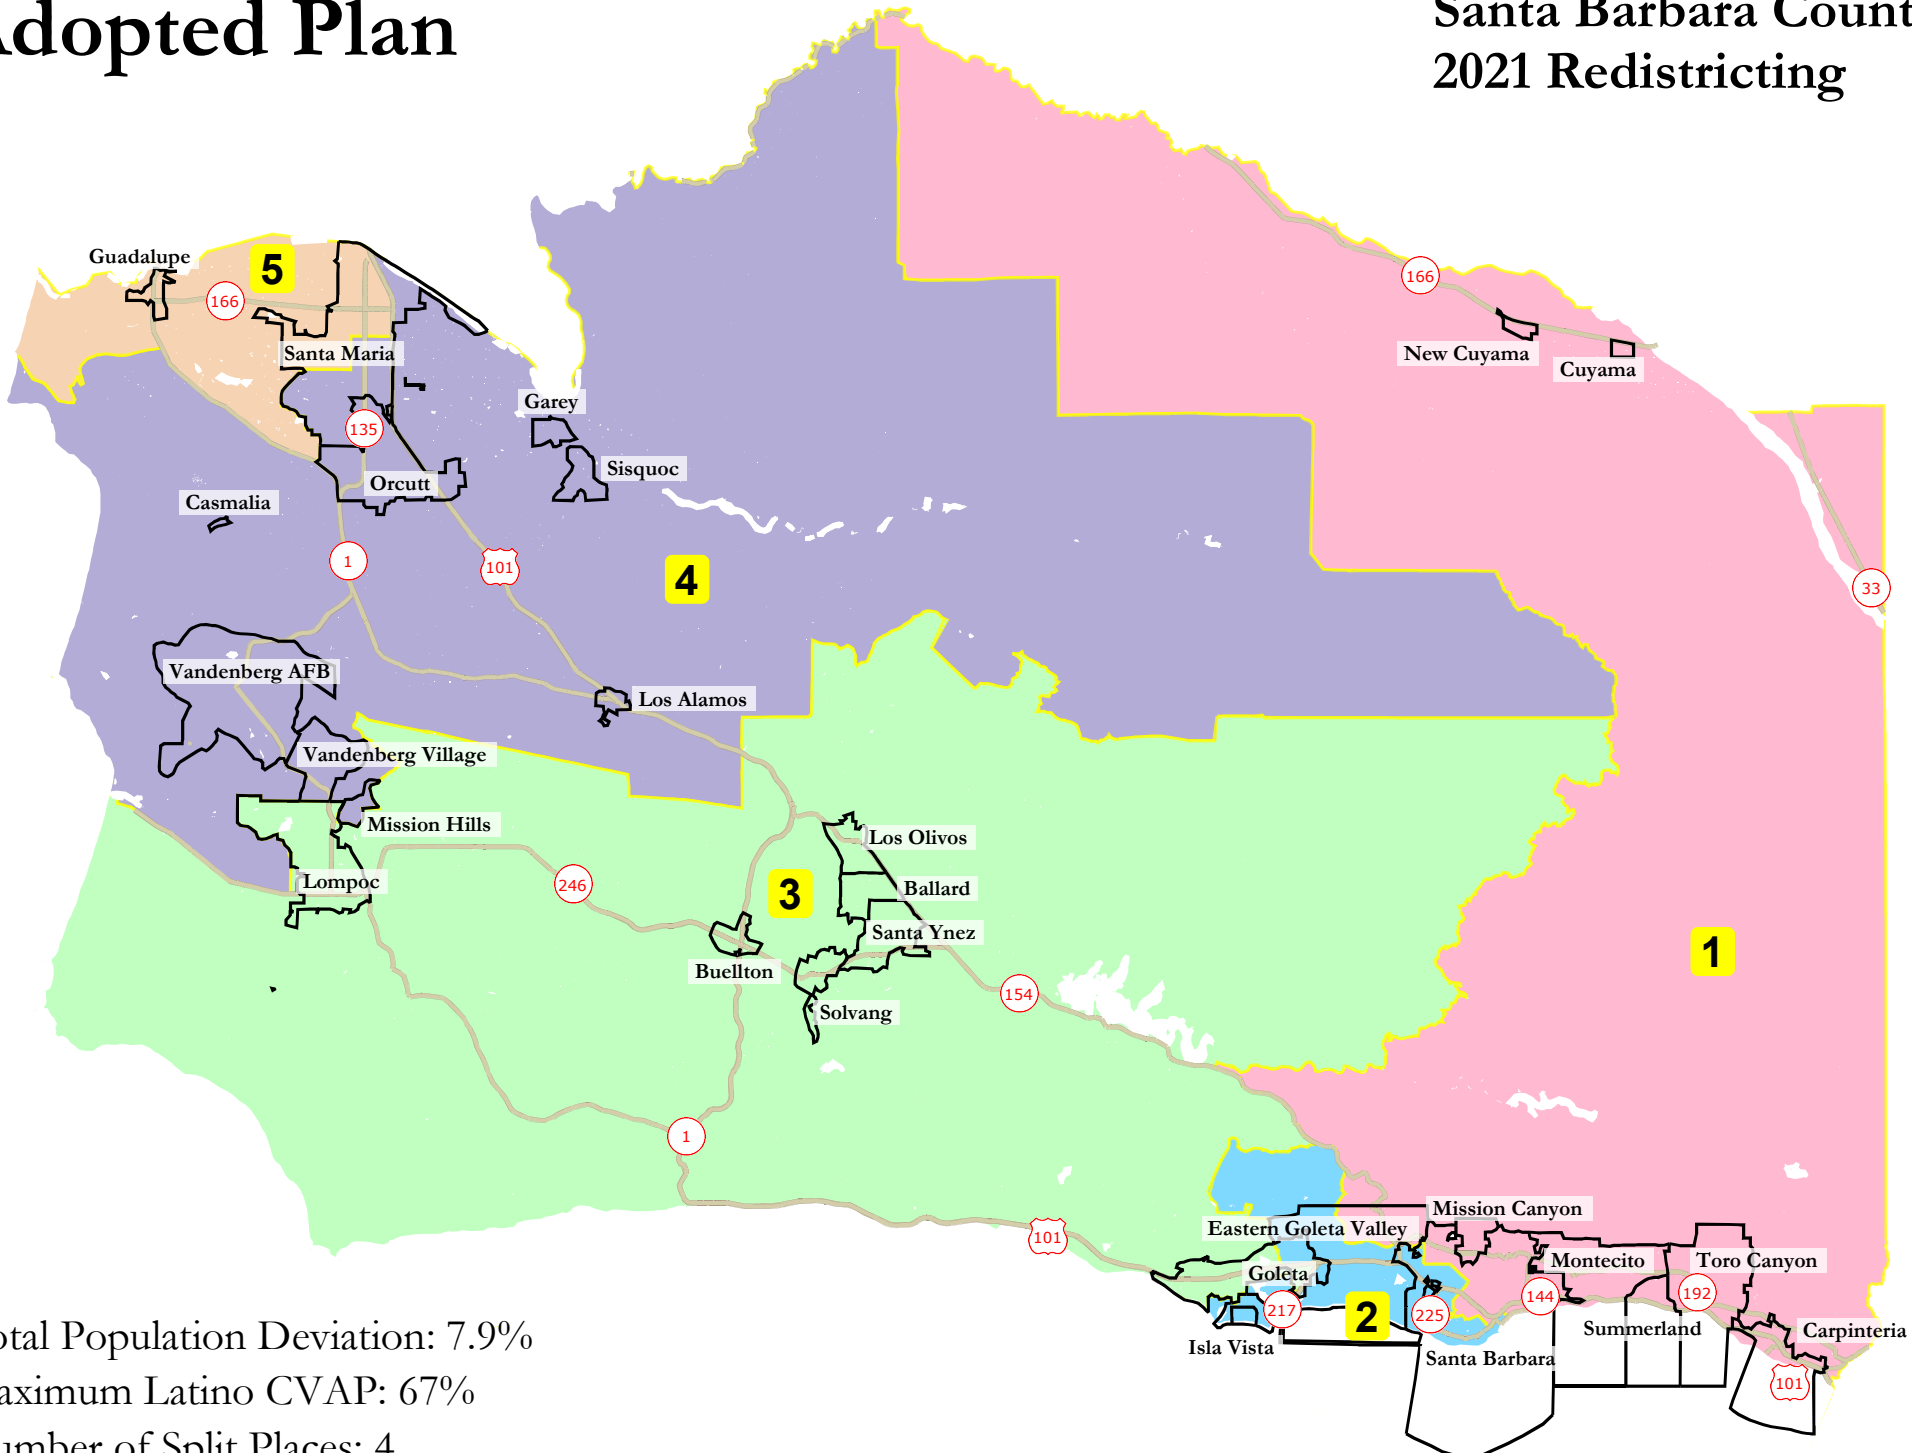 Adopted Plan
Santa Barbara Count
2021 Redistricting
Guadalupe
5
166
166
Santa Maria
New Cuyama
Cuyama
Garey
135
Sisquoc
Orcutt
Casmalia
1
101
4
33
Vandenberg AFB
Los Alamos
Vandenberg Village
Mission Hills
Los Olivos
Lompoc
246
3
Ballard
Santa Ynez
1
Buellton
154
Solvang
1
Mission Canyon
Eastern Goleta Valley
101
Montecito
Toro Canyon
Goleta
217
2
225
144
192
Summerland
Carpinteria
Isla Vista
Santa Barbara
101
otal Population Deviation: 7.9%
aximum Latino CVAP: 67%
umber of Split Places: 4